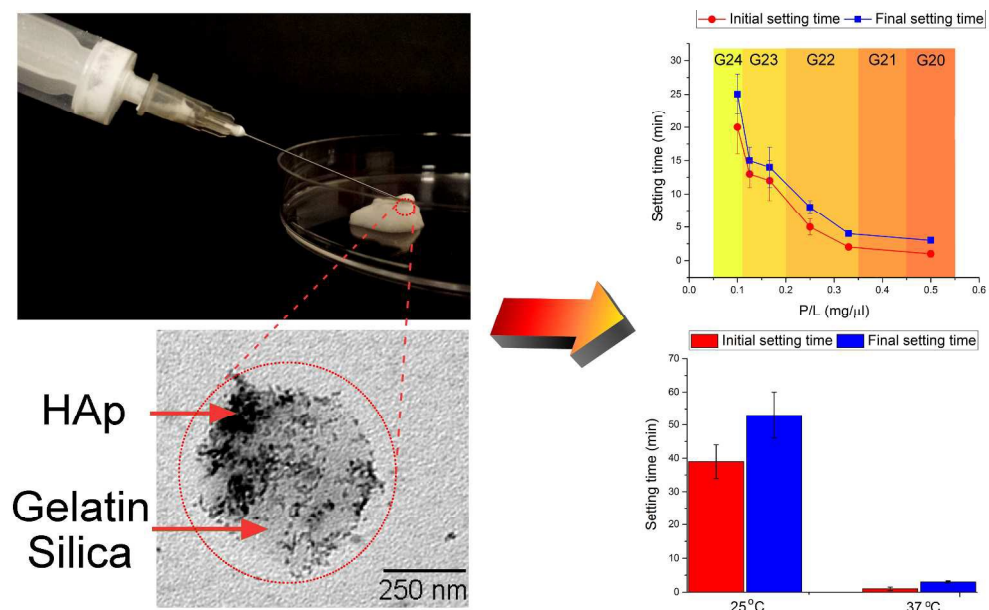 HAp
Gelatin
Silica
250 nm
Initial setting time
Final setting time
G24
G23
G22
G21
G20
Setting time (min)
30
25
20
15
10
5
0
0.0
0.1
0.2
0.3
0.4
0.5
0.6
P/L (mg/µl)
Initial setting time
Final setting time
Setting time (min)
70
60
50
40
30
20
10
0
25°C
37 ºC